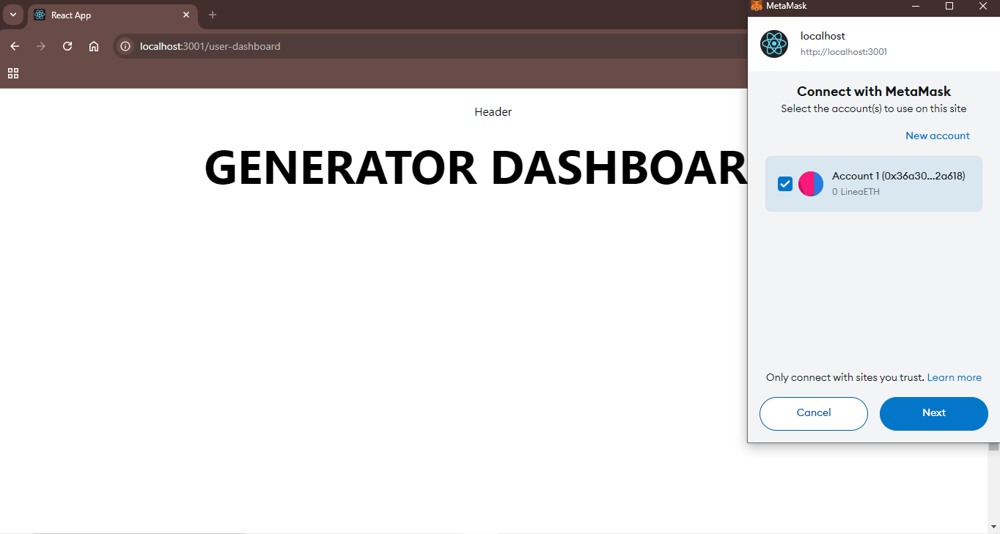 React App
localhost:3001/user-dashboard
Header
GENERATOR DASHBOAR
MetaMask
localhost
http://localhost:3001
Connect with MetaMask
Select the account(s) to use on this site
New account
Account 1 (0x36a30...2a618)
0 LineaETH
Only connect with sites you trust. Learn more
Cancel
Next